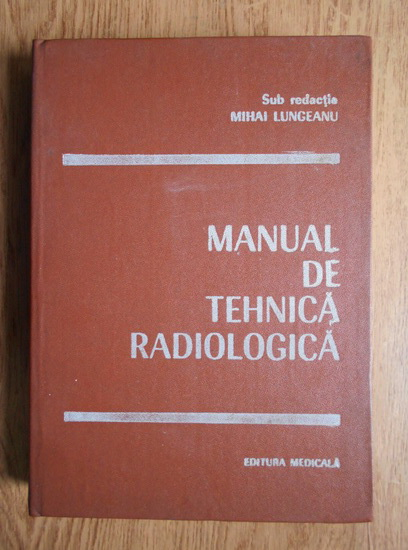 Sub redacția
MIHAI LUNGEANU
MANUAL
DE
TEHNICĂ
RADIOLOGICĂ
EDITURA MEDICALĂ